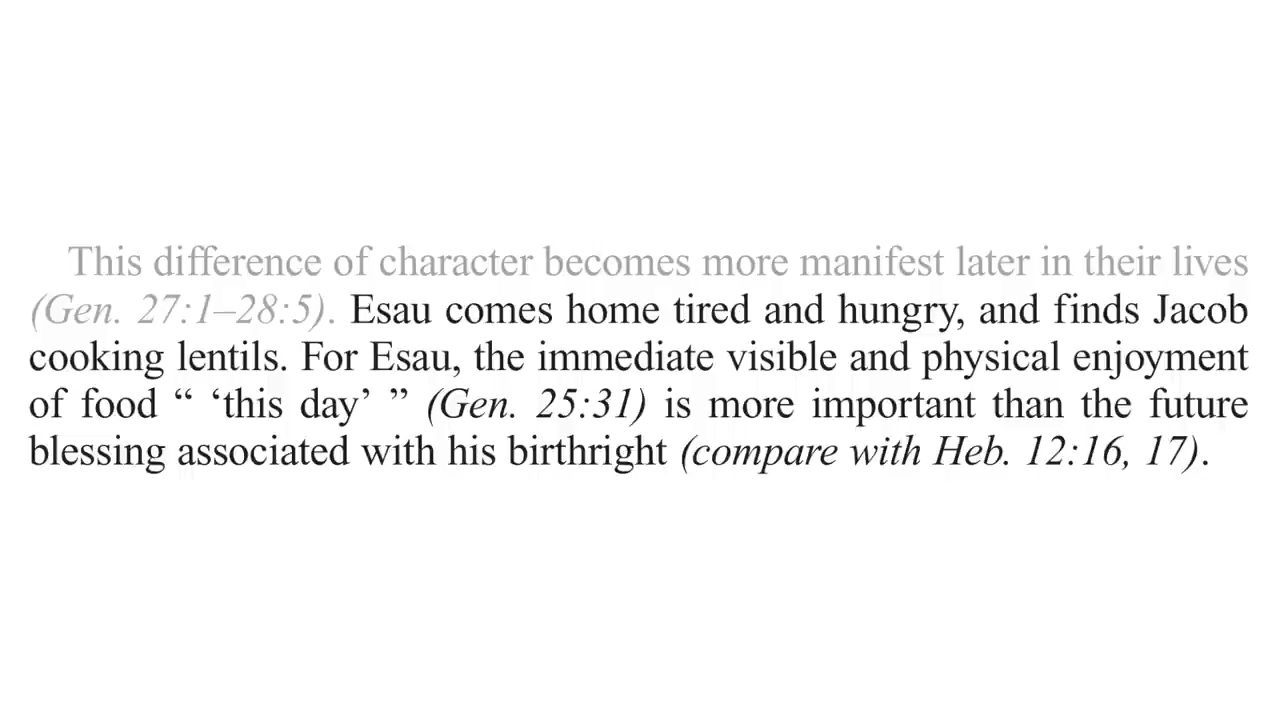 This difference of character becomes more manifest later in their lives
(Gen. 27:1–28:5). Esau comes home tired and hungry, and finds Jacob
cooking lentils. For Esau, the immediate visible and physical enjoyment
of food “ ‘this day’ ” (Gen. 25:31) is more important than the future
blessing associated with his birthright (compare with Heb. 12:16, 17).